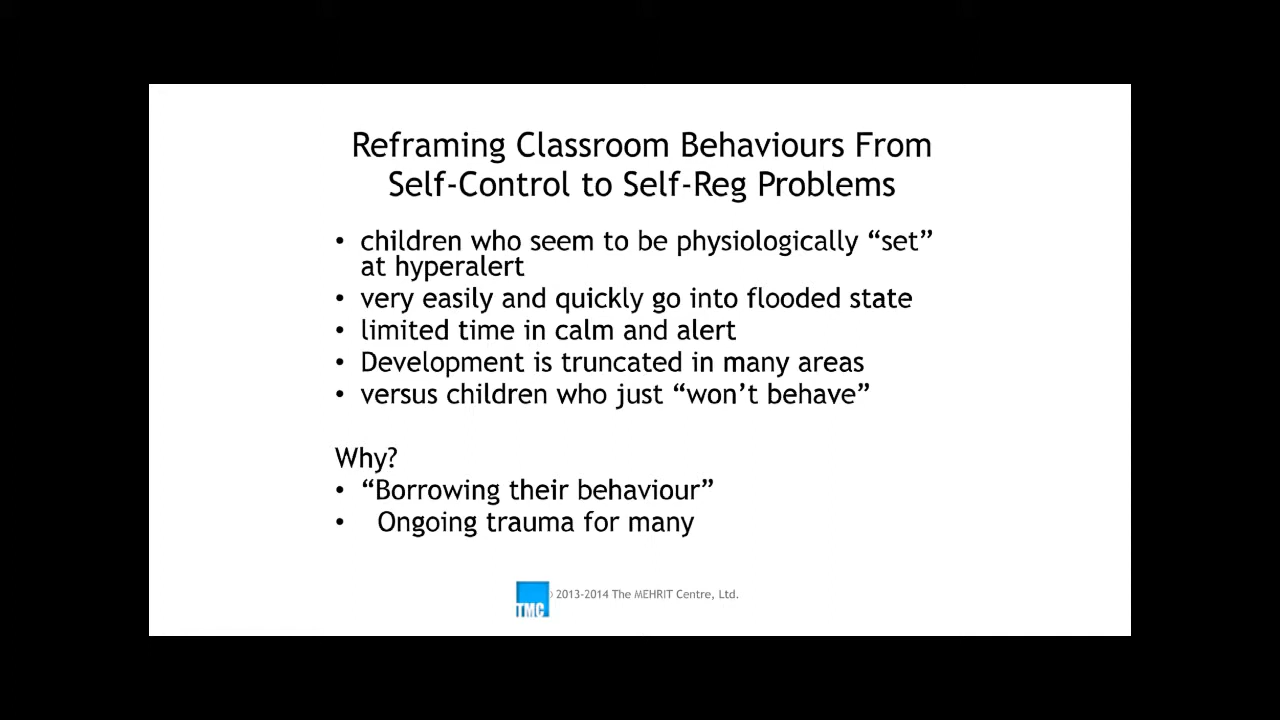 Reframing Classroom Behaviours From
Self-Control to Self-Reg Problems
• children who seem to be physiologically “set”
at hyperalert
• very easily and quickly go into flooded state
• limited time in calm and alert
• Development is truncated in many areas
• versus children who just “won’t behave”
Why?
• “Borrowing their behaviour”
• Ongoing trauma for many
TMC
© 2013-2014 The MEHRIT Centre, Ltd.